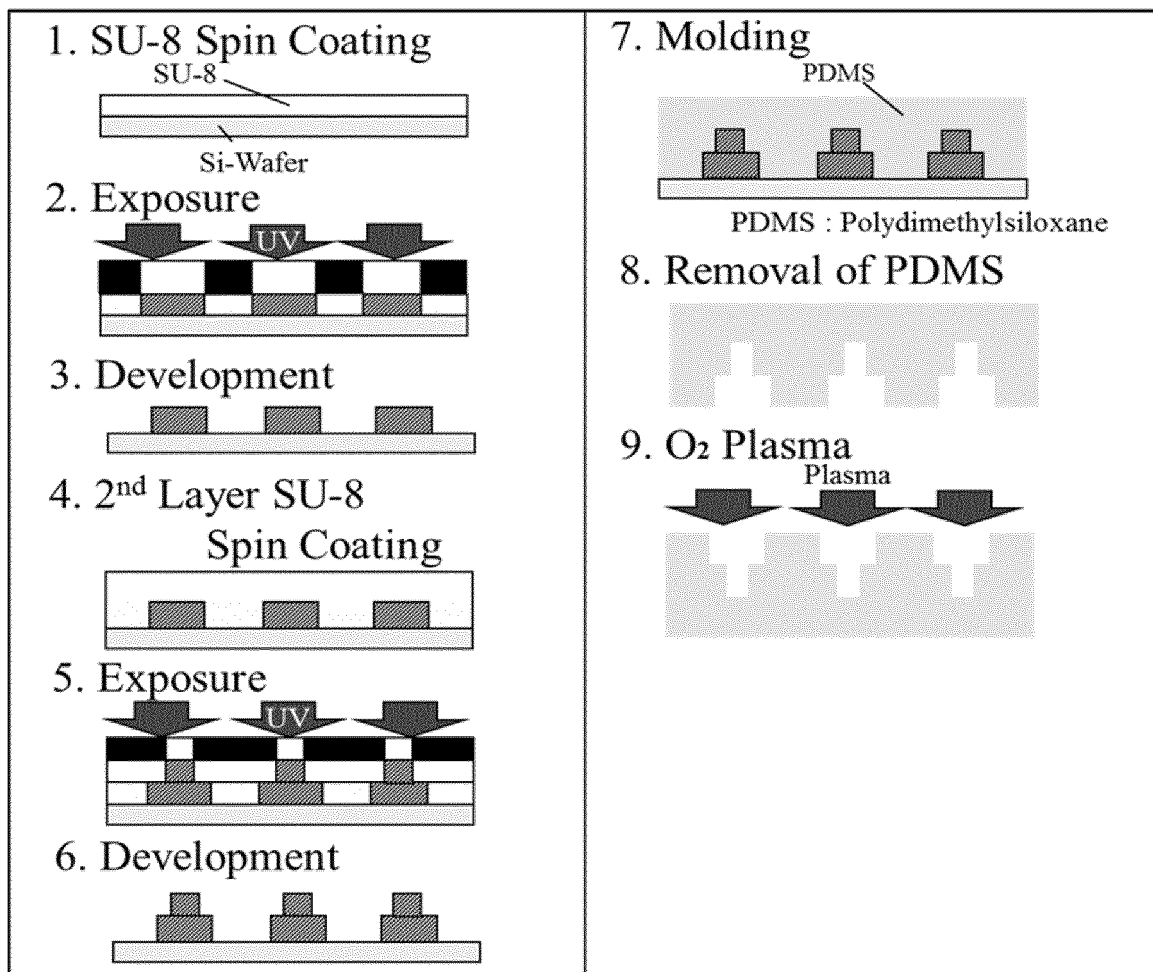 1. SU-8 Spin Coating
SU-8
Si-Wafer
2. Exposure
UV
3. Development
4. 2nd Layer SU-8
Spin Coating
5. Exposure
UV
6. Development
7. Molding
PDMS
PDMS : Polydimethylsiloxane
8. Removal of PDMS
9. O₂ Plasma
Plasma